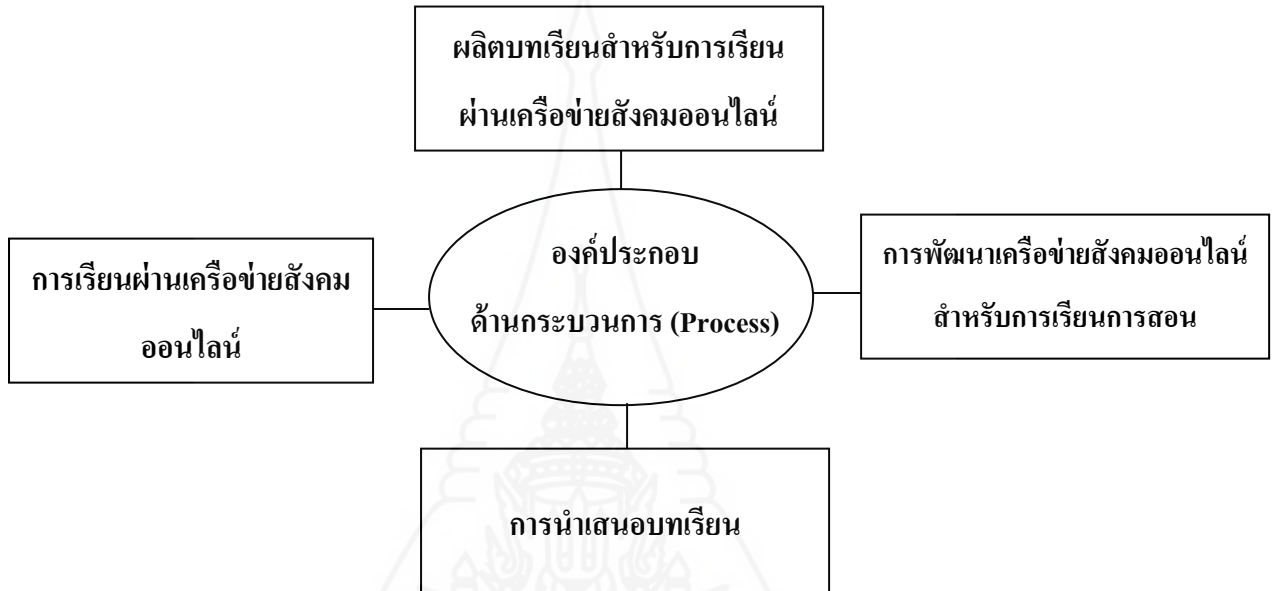 ผลิตบทเรียนสำหรับการเรียน
ผ่านเครือข่ายสังคมออนไลน์
องค์ประกอบ
ด้านกระบวนการ (Process)
การเรียนผ่านเครือข่ายสังคม
ออนไลน์
การพัฒนาเครือข่ายสังคมออนไลน์
สำหรับการเรียนการสอน
การนำเสนอบทเรียน